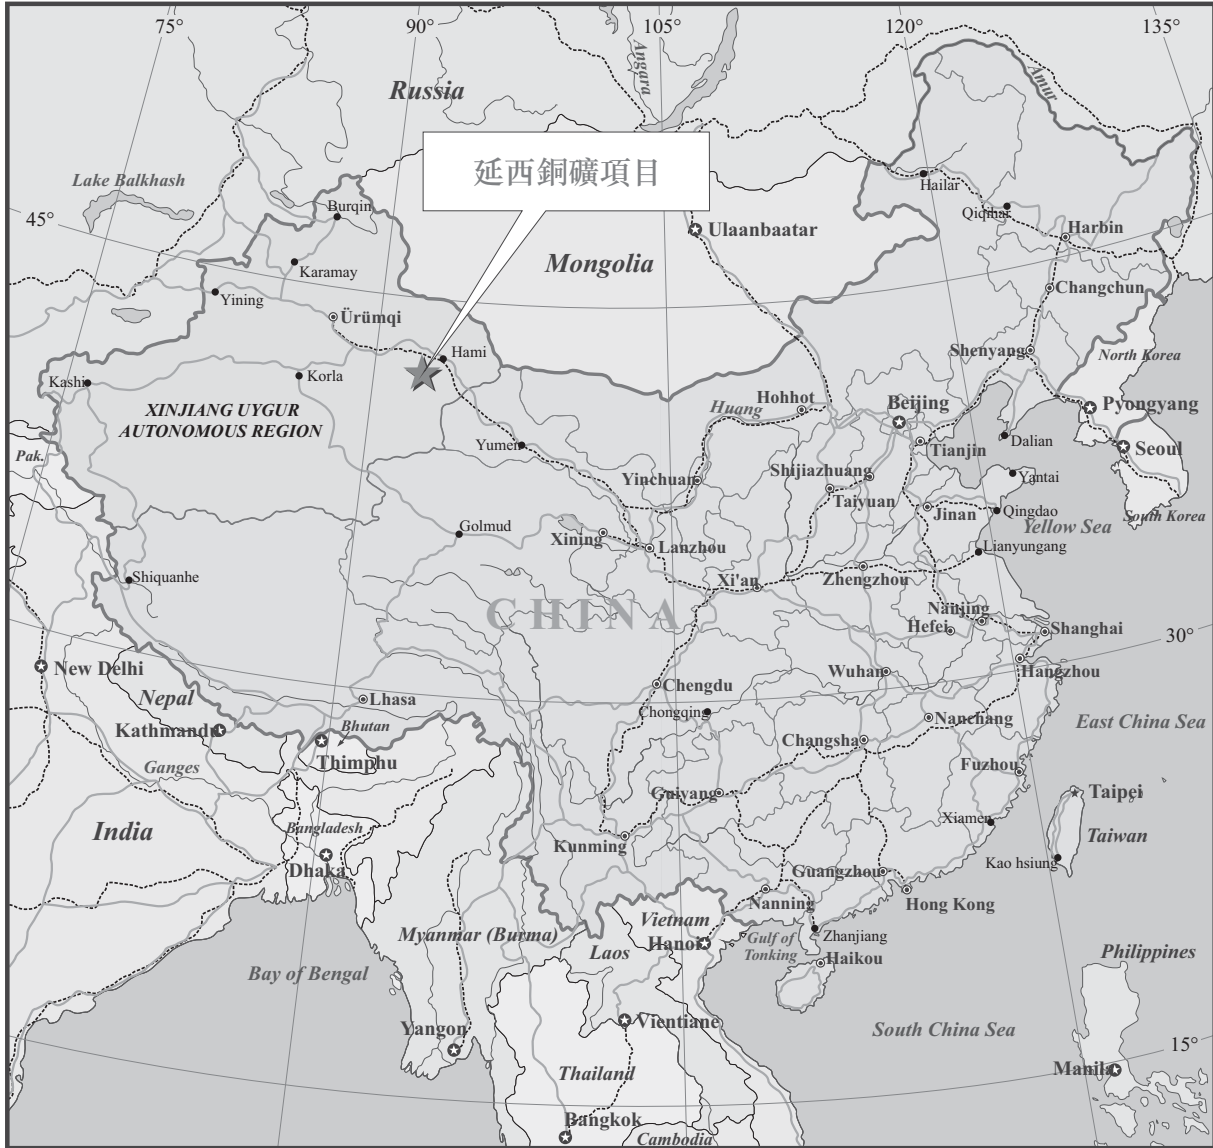 75°
90°
105°
120°
135°
Russia
Angara
Amur
延西銅礦項目
Lake Balkhash
Hailar
Burqin
Qiqihar
45°
Ulaanbaatar
Harbin
Karamay
Mongolia
Yining
Changchun
Ürümqi
Hami
Shenyang
North Korea
Kashi
Korla
Hohhot
Beijing
Pyongyang
XINJIANG UYGUR
AUTONOMOUS REGION
Huang
Yumen
Tianjin
Dalian
Seoul
Pak.
Yinchuan
Shijiazhuang
Taiyuan
Yantai
Jinan
Qingdao
South Korea
Yellow Sea
Golmud
Xining
Lanzhou
Lianyungang
Shiquanhe
Xi'an
Zhengzhou
CHINA
Nanjing
Hefei
Shanghai
30°
New Delhi
Nepal
Lhasa
Chengdu
Wuhan
Hangzhou
Chongqing
Kathmandu
Bhutan
Nanchang
East China Sea
Thimphu
Changsha
Ganges
Fuzhou
Guiyang
Taipei
India
Bangladesh
Kunming
Xiamen
Taiwan
Dhaka
Guangzhou
Kao hsiung
Nanning
Hong Kong
Vietnam
Myanmar (Burma)
Laos
Hanoi
Gulf of
Tonking
Zhanjiang
Haikou
Philippines
Bay of Bengal
Yangon
Vientiane
South China Sea
15°
Thailand
Manila
Bangkok
Cambodia